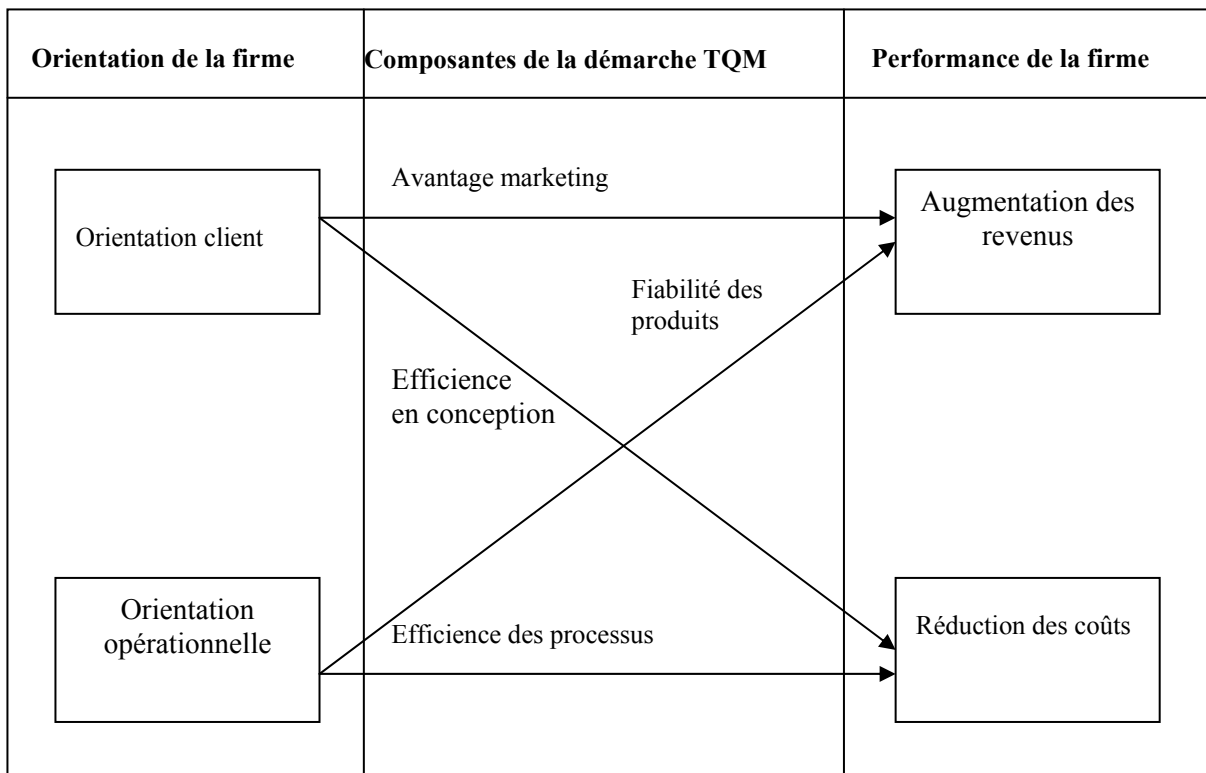 Orientation de la firme
Composantes de la démarche TQM
Performance de la firme
Avantage marketing
Orientation client
Augmentation des
revenus
Fiabilité des
produits
Efficience
en conception
Orientation
opérationnelle
Efficience des processus
Réduction des coûts